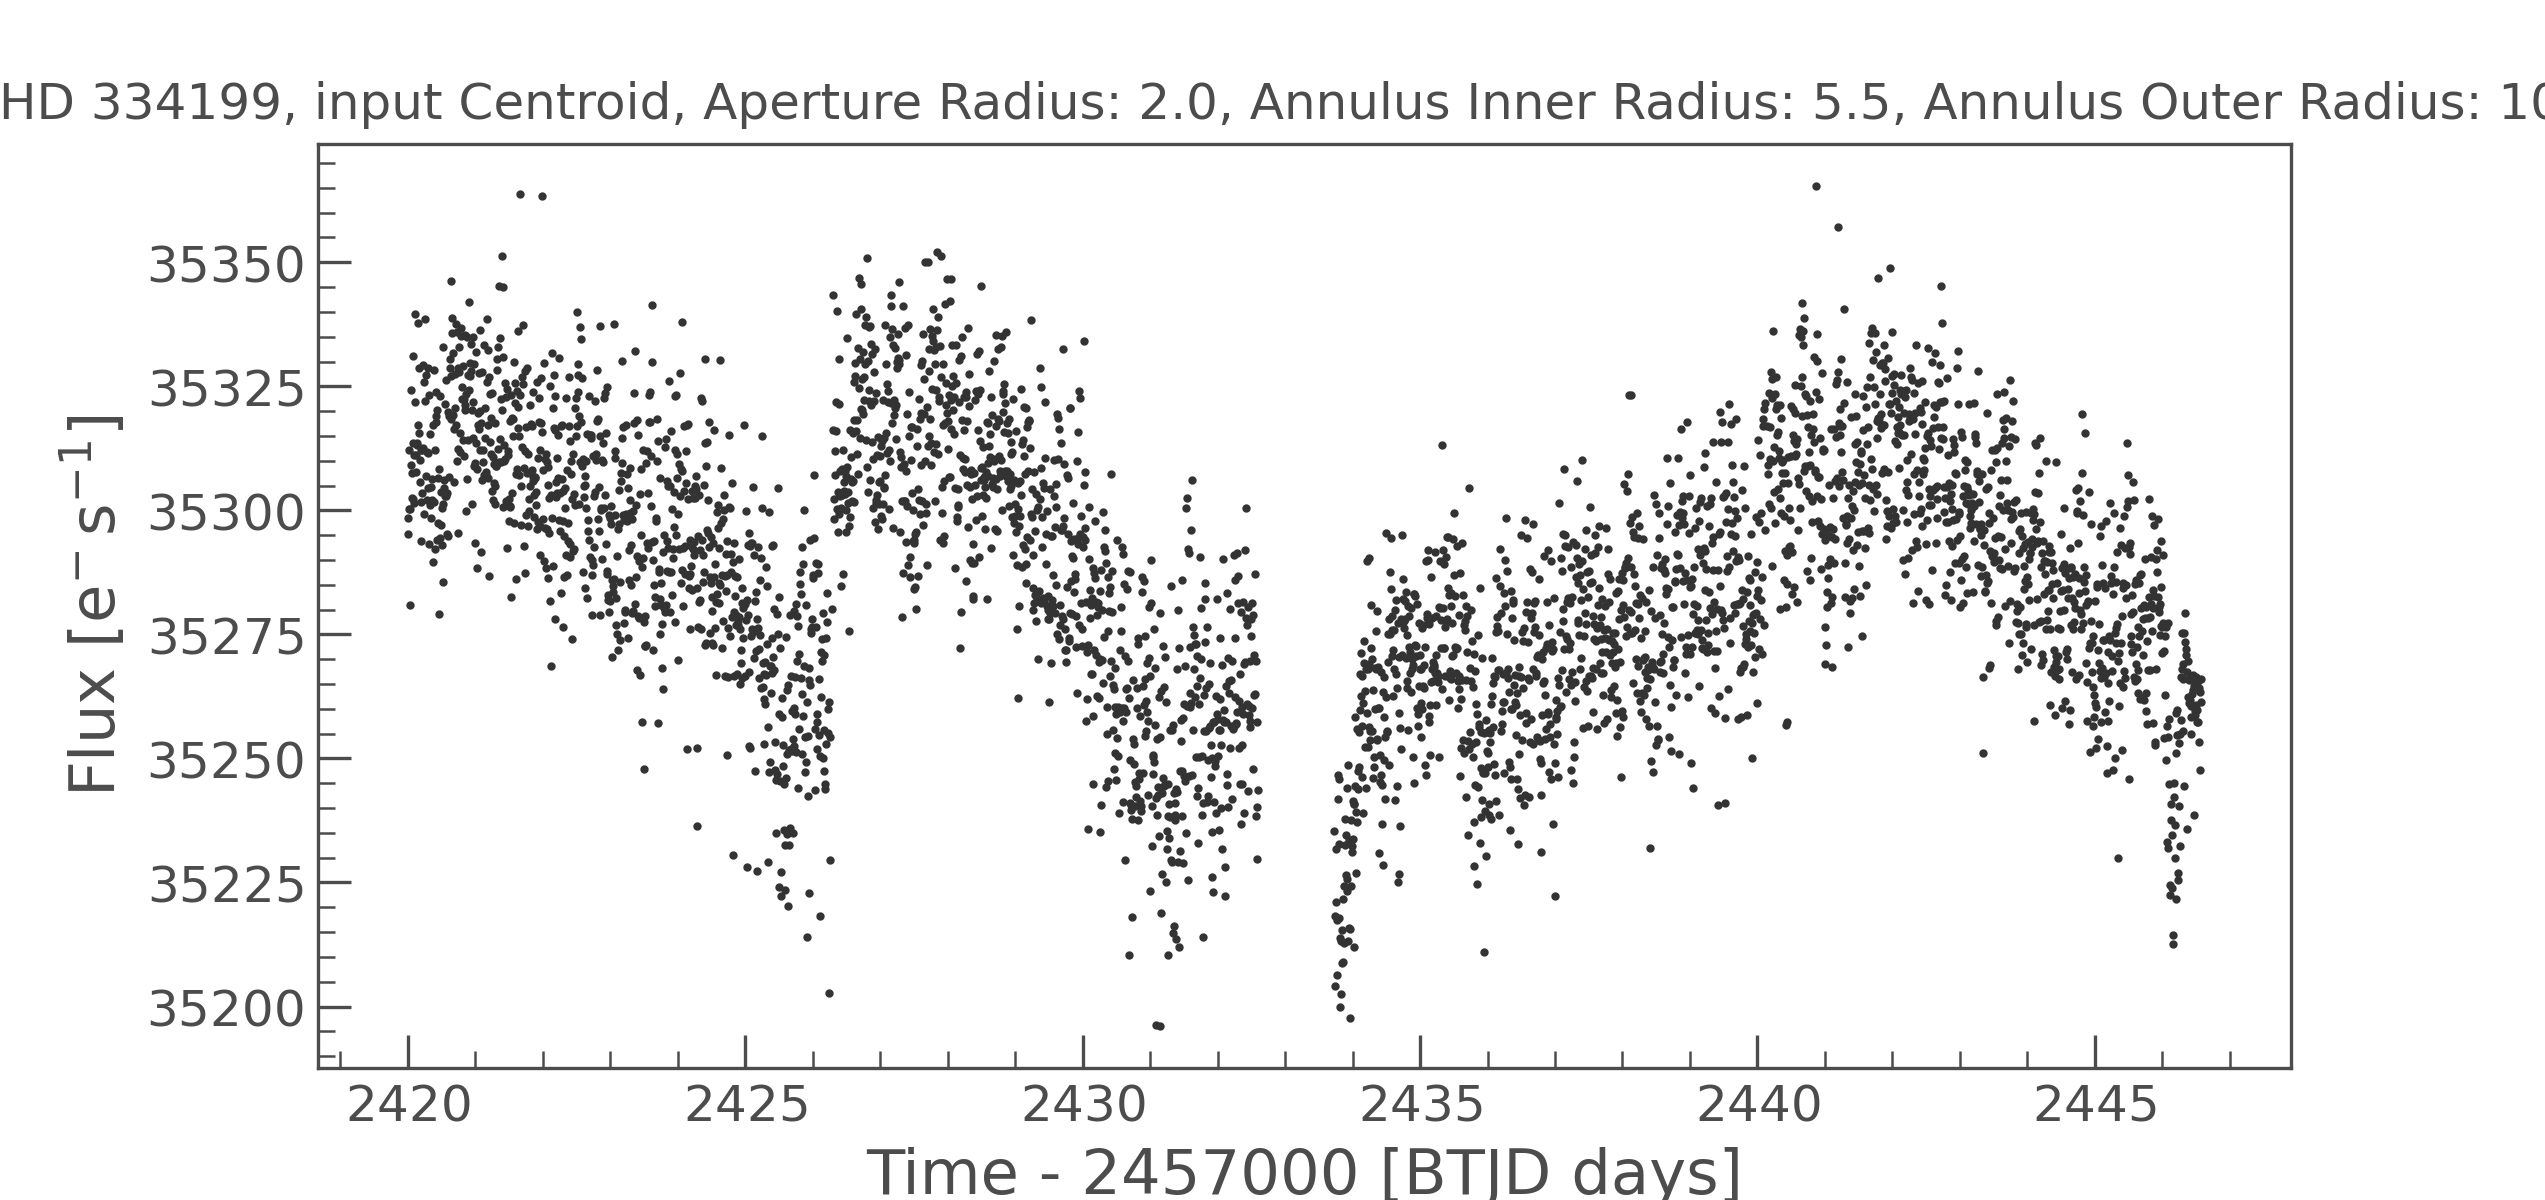 HD 334199, input Centroid, Aperture Radius: 2.0, Annulus Inner Radius: 5.5, Annulus Outer Radius: 10
Flux [e⁻ s⁻¹]
35350
35325
35300
35275
35250
35225
35200
2420 2425 2430 2435 2440 2445
Time - 2457000 [BTJD days]